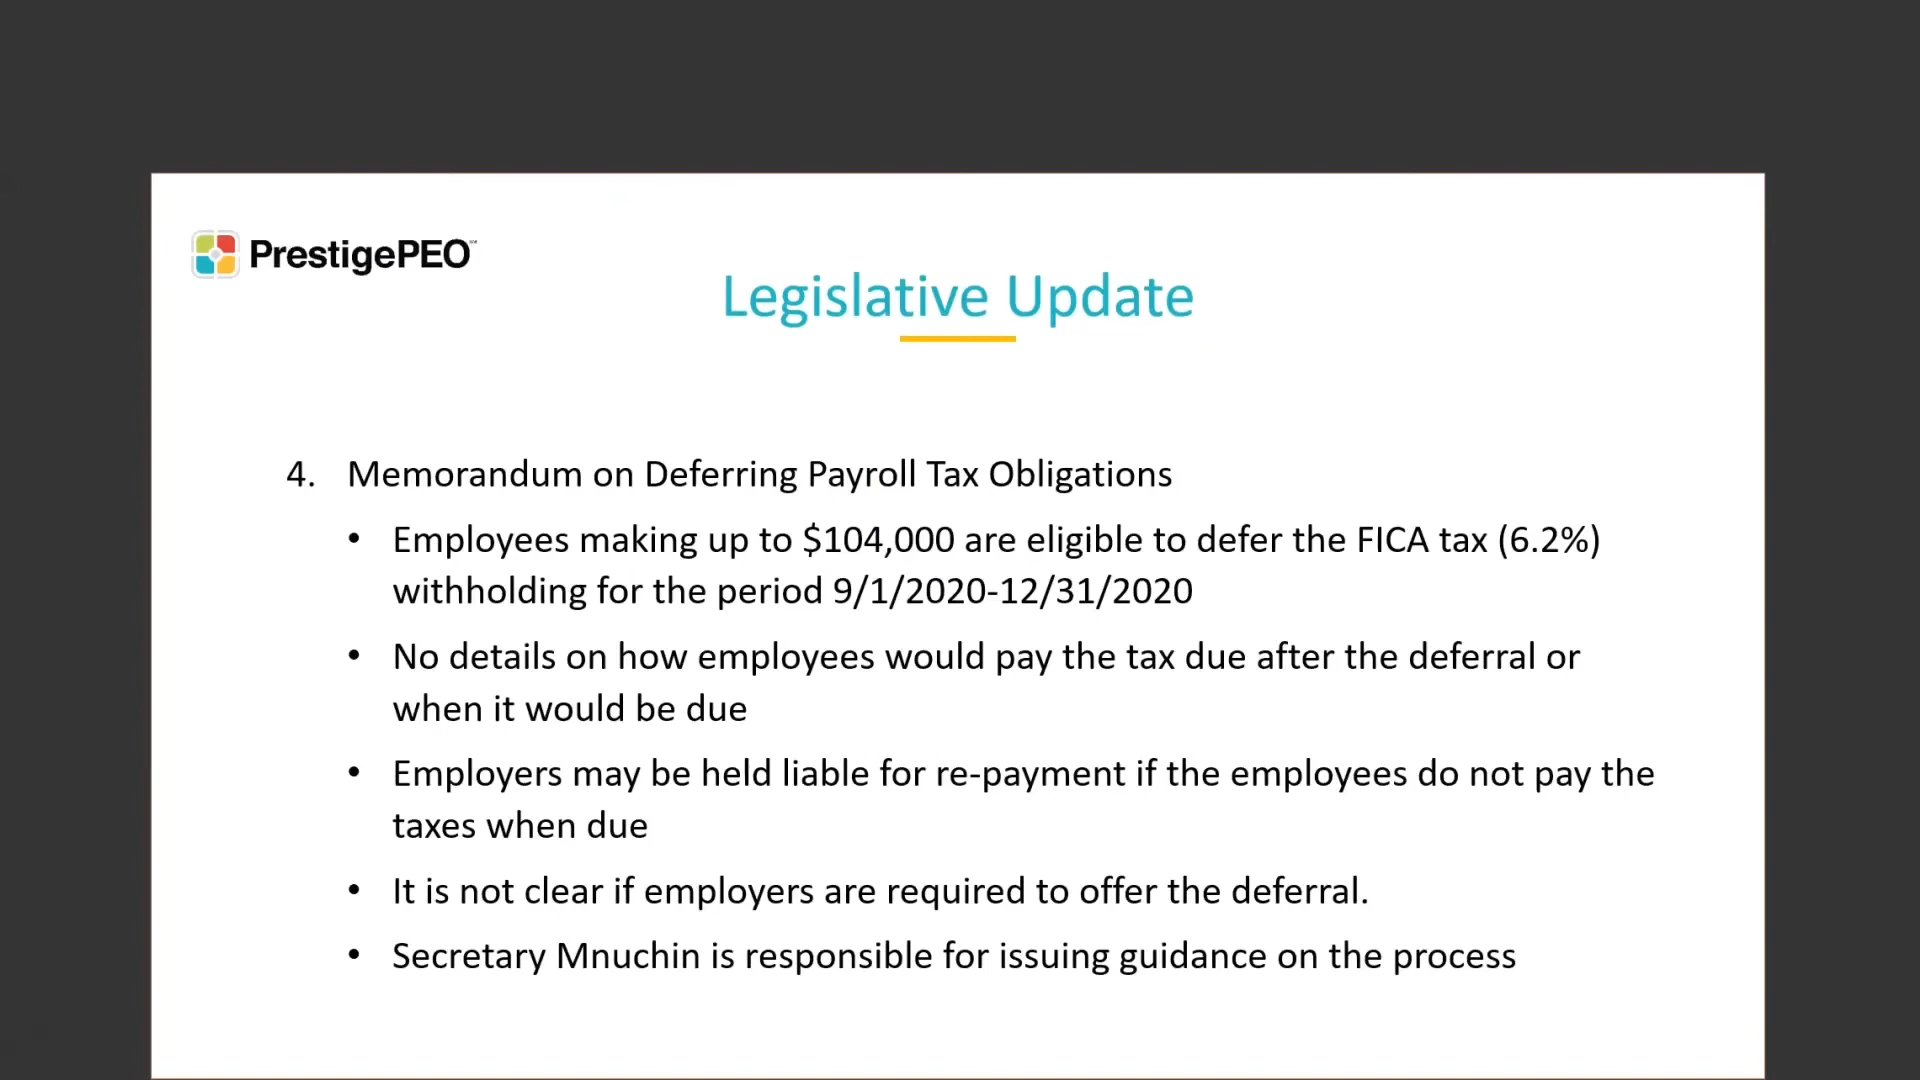 PrestigePEO
Legislative Update
4. Memorandum on Deferring Payroll Tax Obligations
• Employees making up to $104,000 are eligible to defer the FICA tax (6.2%)
withholding for the period 9/1/2020-12/31/2020
• No details on how employees would pay the tax due after the deferral or
when it would be due
• Employers may be held liable for re-payment if the employees do not pay the
taxes when due
• It is not clear if employers are required to offer the deferral.
• Secretary Mnuchin is responsible for issuing guidance on the process